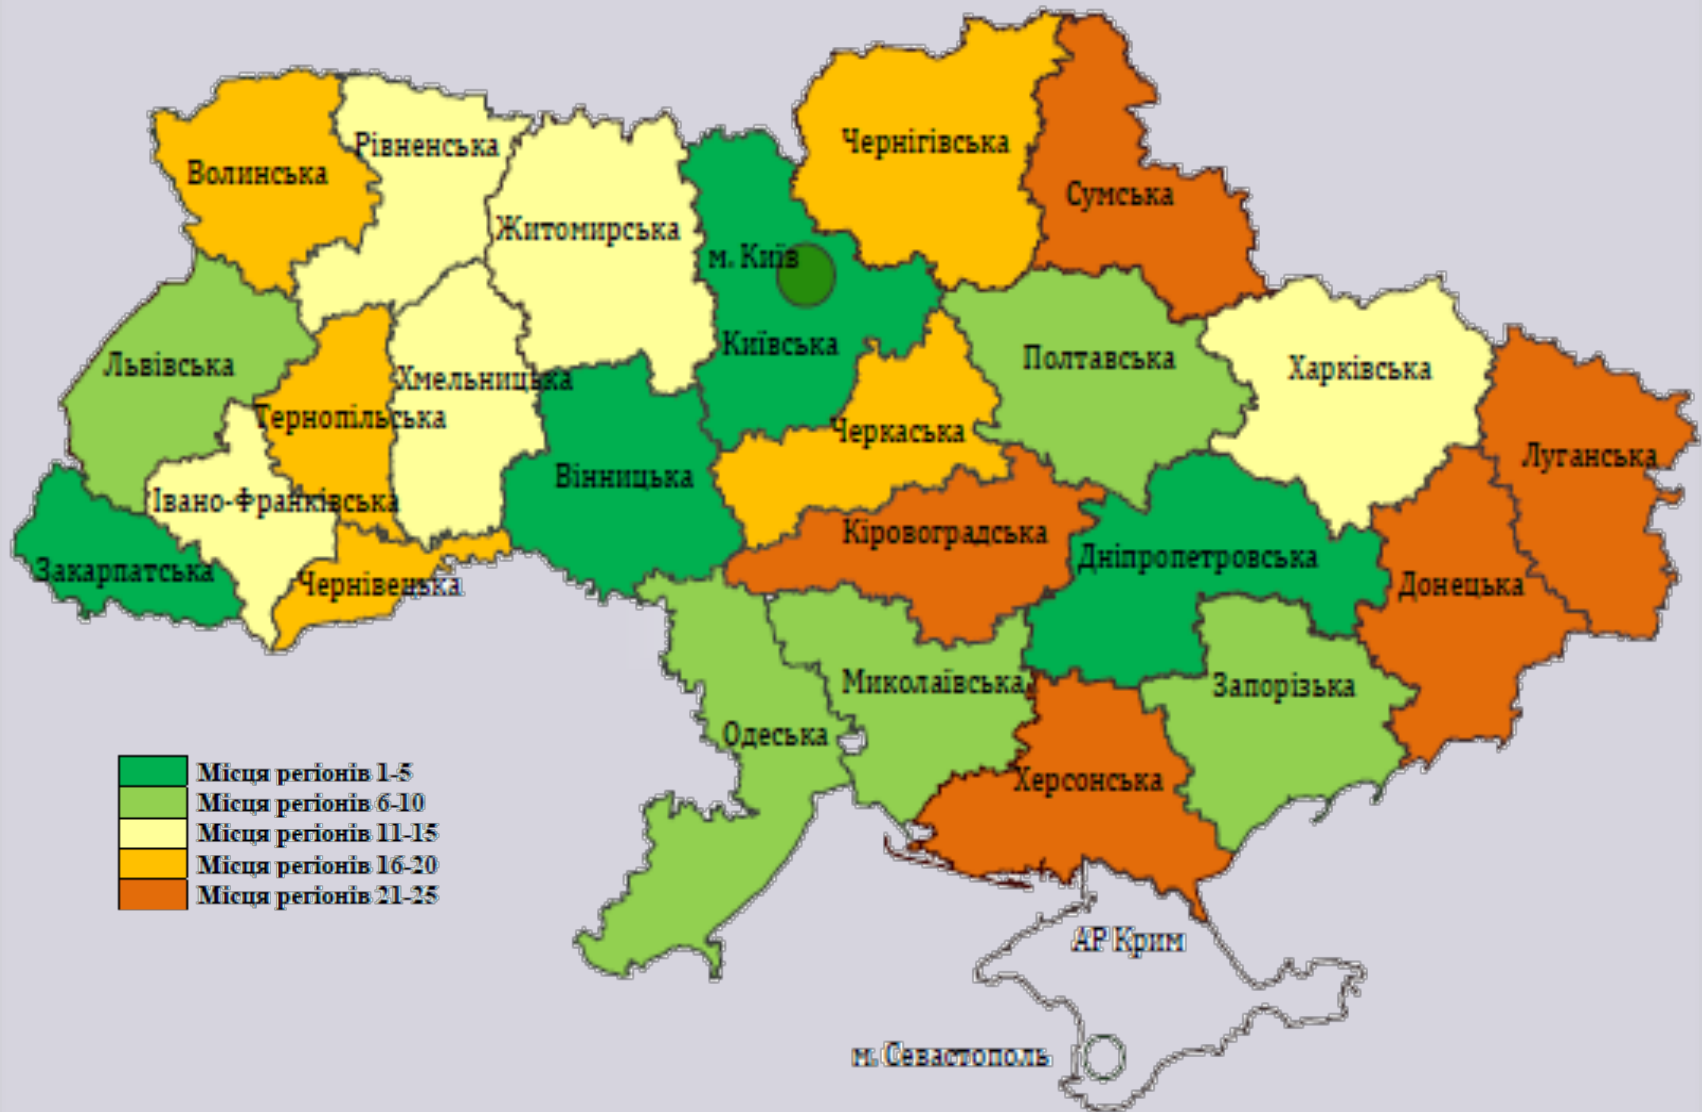 Чернігівська
Рівненська
Волинська
Сумська
Житомирська
м. Київ
Київська
Полтавська
Львівська
Харківська
Хмельницька
Тернопільська
Черкаська
Луганська
Вінницька
Івано-Франківська
Кіровоградська
Дніпропетровська
Закарпатська
Чернівецька
Донецька
Миколаївська
Запорізька
Одеська
Херсонська
Місця регіонів 1-5
Місця регіонів 6-10
Місця регіонів 11-15
Місця регіонів 16-20
Місця регіонів 21-25
АР Крим
м. Севастополь